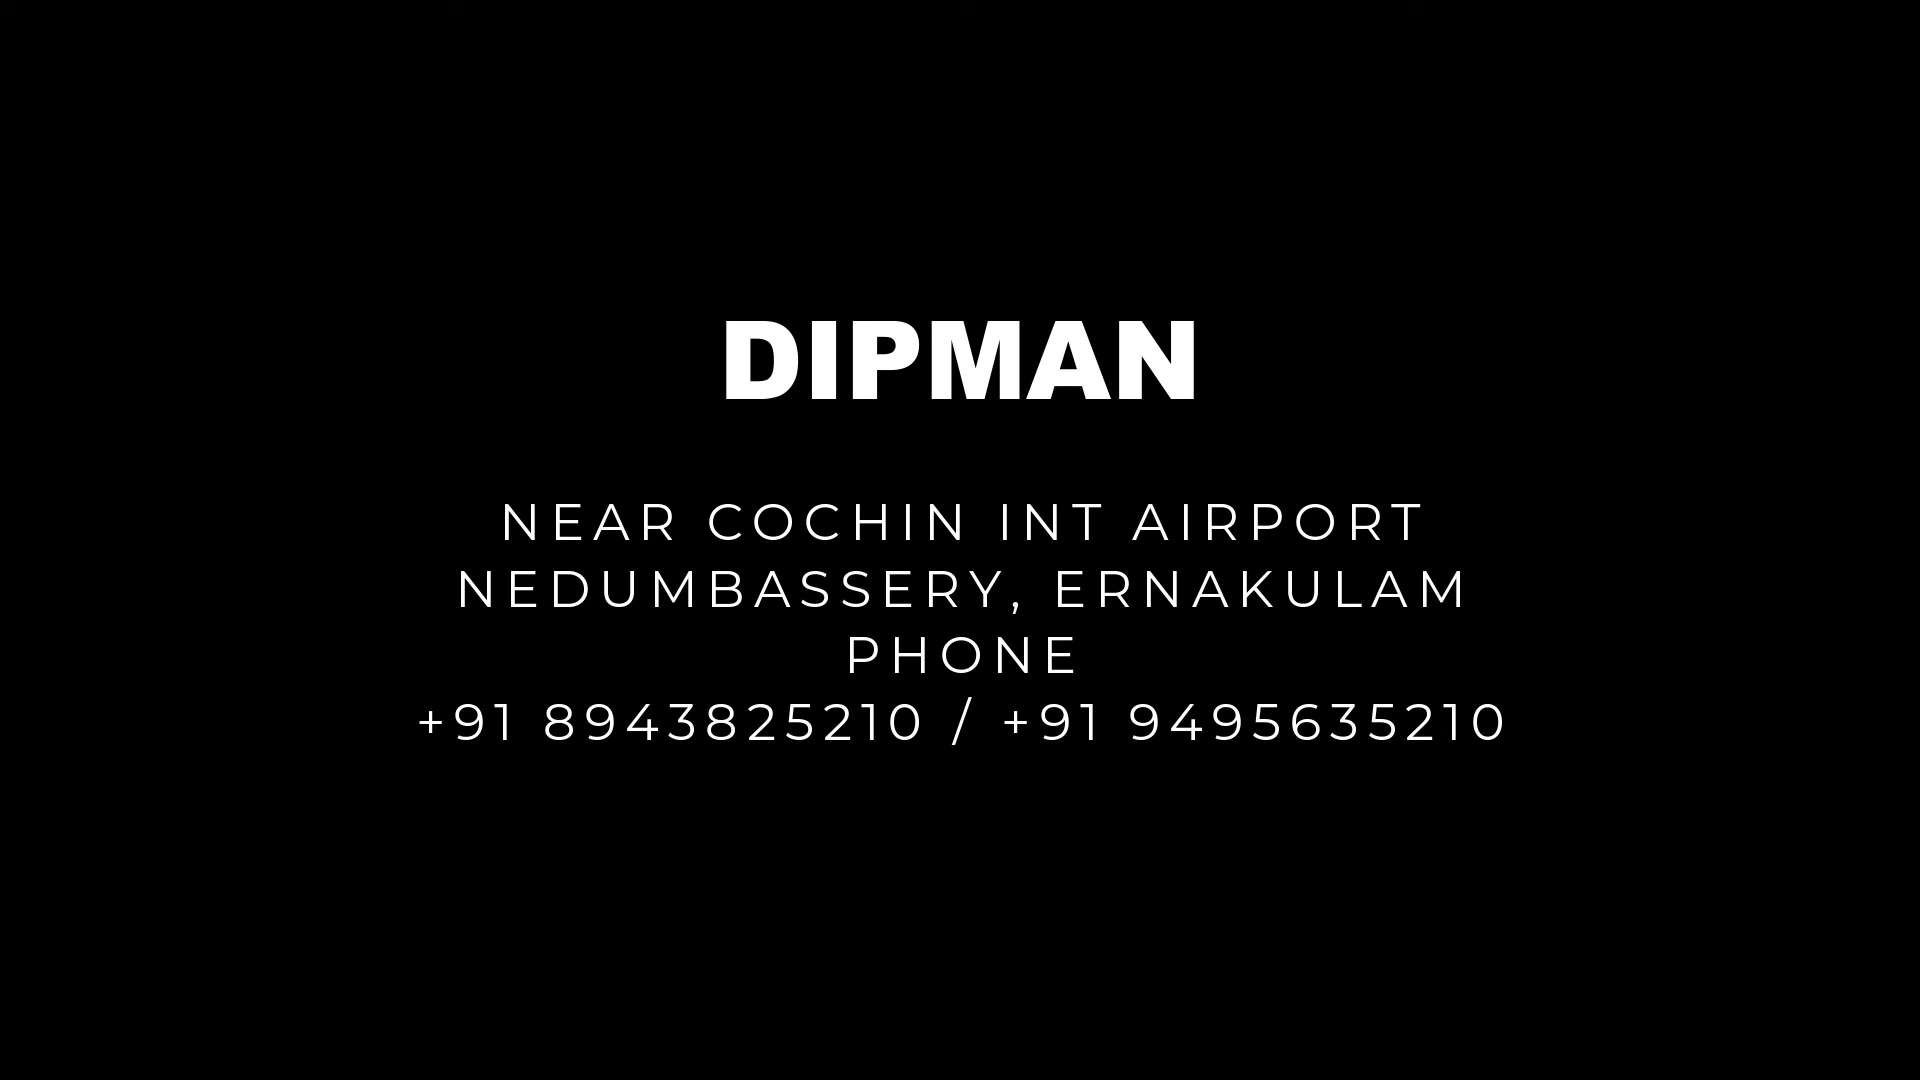 DIPMAN
NEAR COCHIN INT AIRPORT
NEDUMBASSERY, ERNAKULAM
PHONE
+91 8943825210 / +91 9495635210